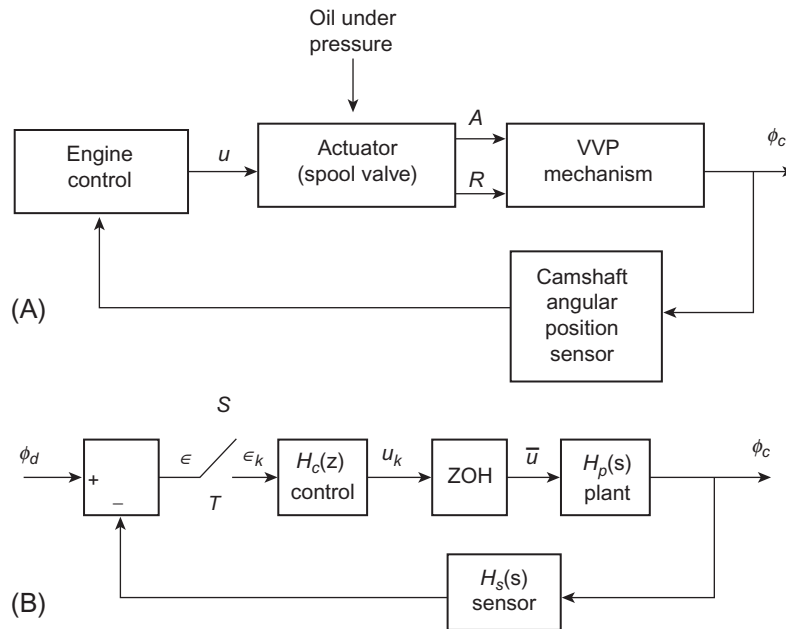 Oil under
pressure
Engine
control
u
Actuator
(spool valve)
A
R
VVP
mechanism
ϕc
Camshaft
angular
position
sensor
(A)
ϕd
+
−
ϵ
S
T
ϵk
Hc(z)
control
uk
ZOH
u̅
Hp(s)
plant
ϕc
Hs(s)
sensor
(B)